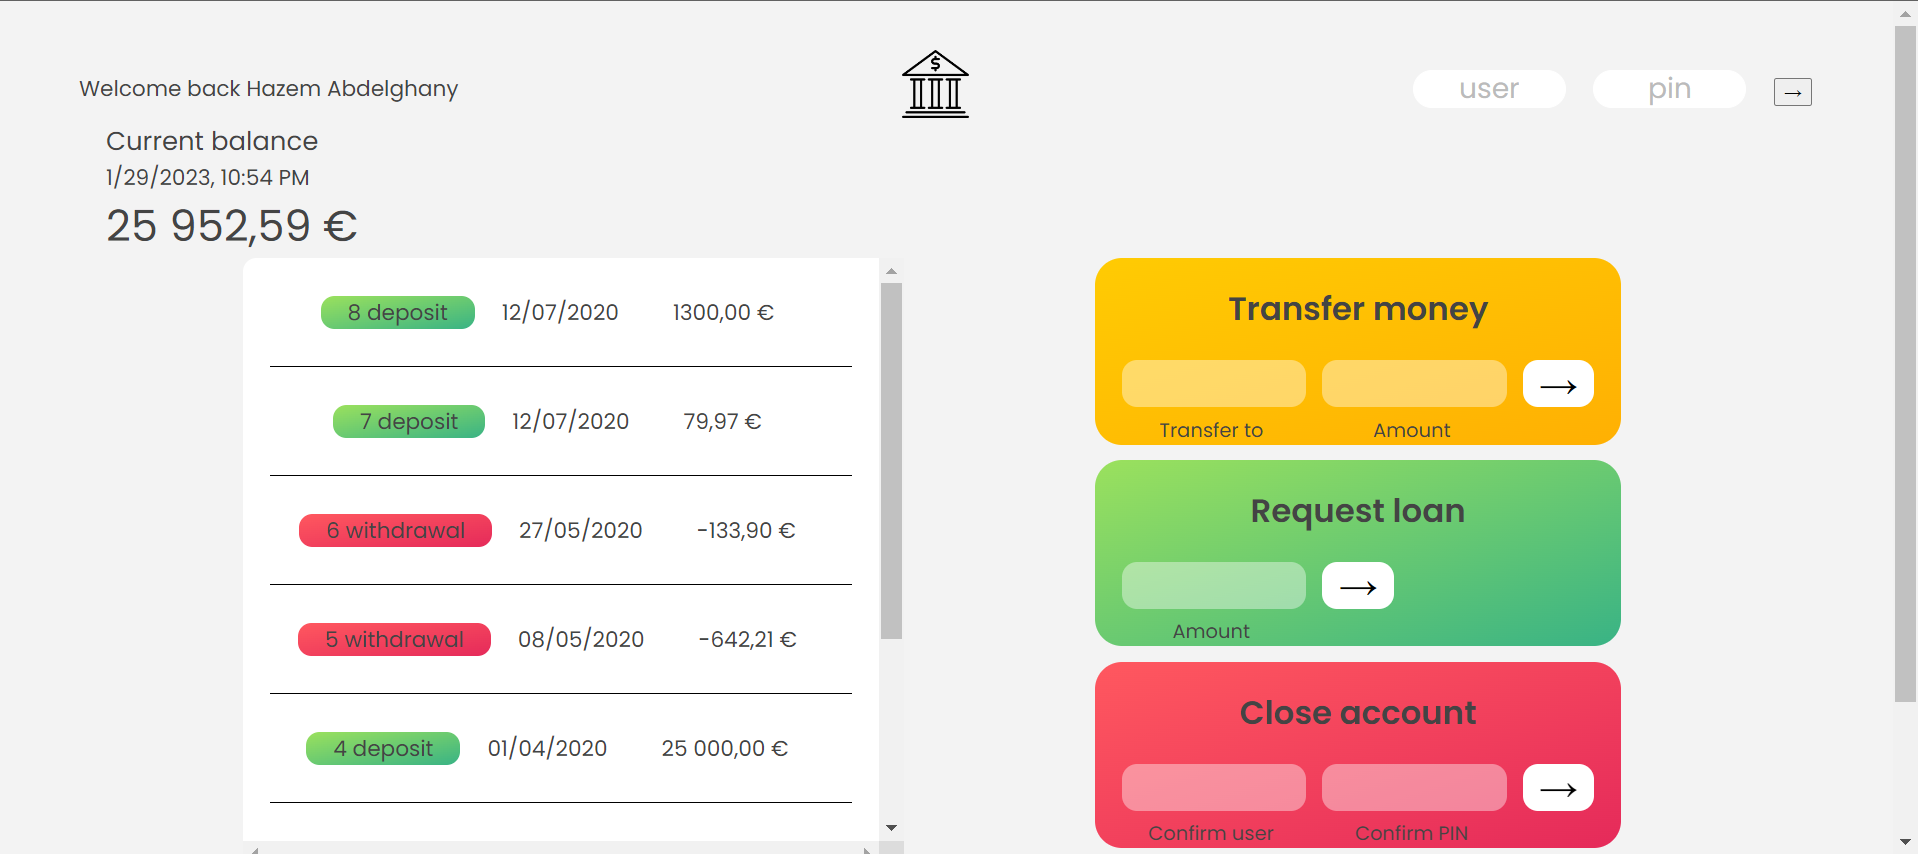 Welcome back Hazem Abdelghany
$
user
pin
→
Current balance
1/29/2023, 10:54 PM
25 952,59 €
8 deposit 12/07/2020 1300,00 €
7 deposit 12/07/2020 79,97 €
6 withdrawal 27/05/2020 -133,90 €
5 withdrawal 08/05/2020 -642,21 €
4 deposit 01/04/2020 25 000,00 €
Transfer money
→
Transfer to Amount
Request loan
→
Amount
Close account
→
Confirm user Confirm PIN